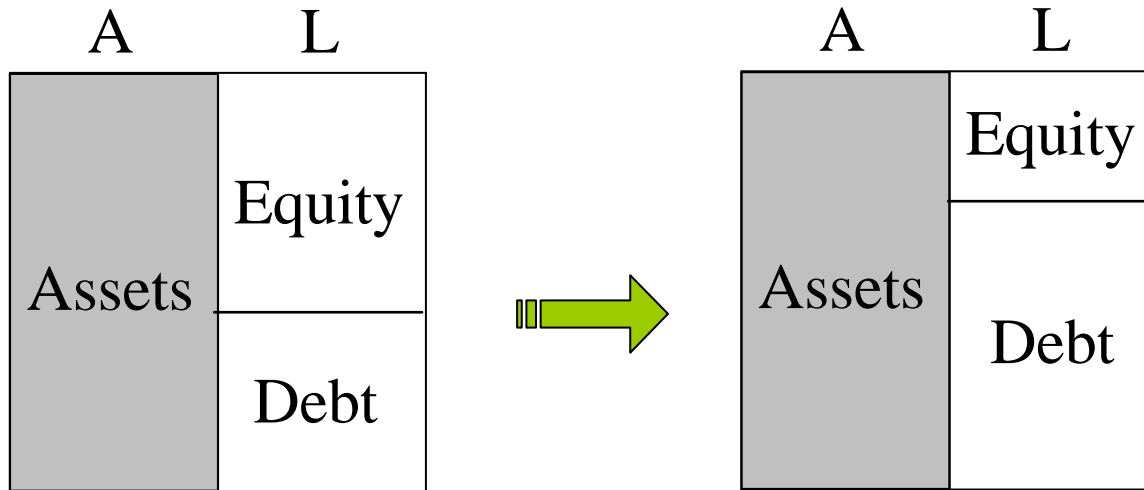 A L
Equity
Assets
Debt
A L
Equity
Assets
Debt